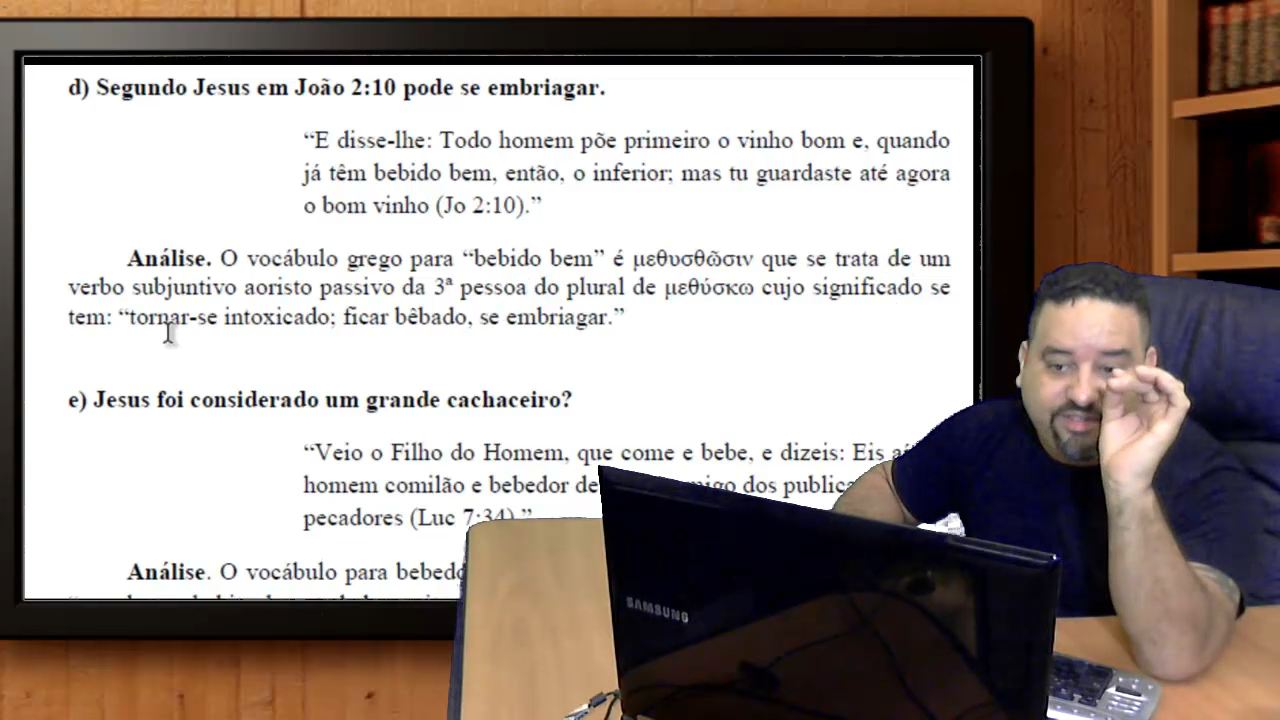 d) Segundo Jesus em João 2:10 pode se embriagar.
“E disse-lhe: Todo homem põe primeiro o vinho bom e, quando
já têm bebido bem, então, o inferior; mas tu guardaste até agora
o bom vinho (Jo 2:10).”
Análise. O vocábulo grego para “bebido bem” é μεθυσθῶσιν que se trata de um
verbo subjuntivo aoristo passivo da 3ª pessoa do plural de μεθύσκω cujo significado se
tem: “tornar-se intoxicado; ficar bêbado, se embriagar.”
e) Jesus foi considerado um grande cachaceiro?
“Veio o Filho do Homem, que come e bebe, e dizeis: Eis
homem comilão e bebedor de dos
pecadores (Luc 7:34).”
Análise. O vocábulo para
SAMSUNG